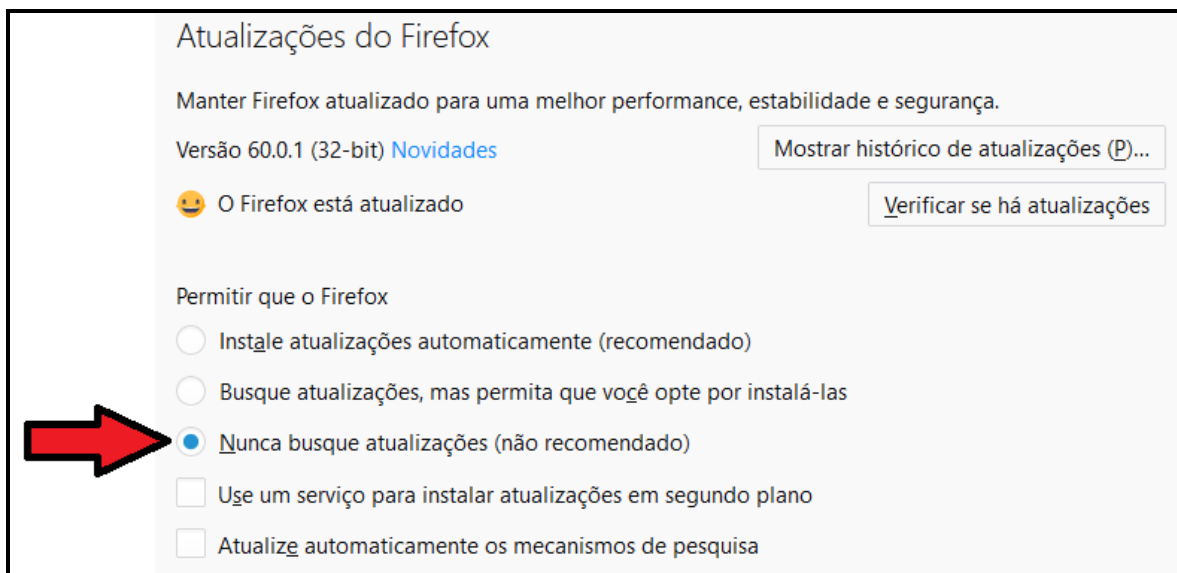 Atualizações do Firefox
Manter Firefox atualizado para uma melhor performance, estabilidade e segurança.
Versão 60.0.1 (32-bit) Novidades
Mostrar histórico de atualizações (P)...
O Firefox está atualizado
Verificar se há atualizações
Permitir que o Firefox
Instale atualizações automaticamente (recomendado)
Busque atualizações, mas permita que você opte por instalá-las
Nunca busque atualizações (não recomendado)
Use um serviço para instalar atualizações em segundo plano
Atualize automaticamente os mecanismos de pesquisa